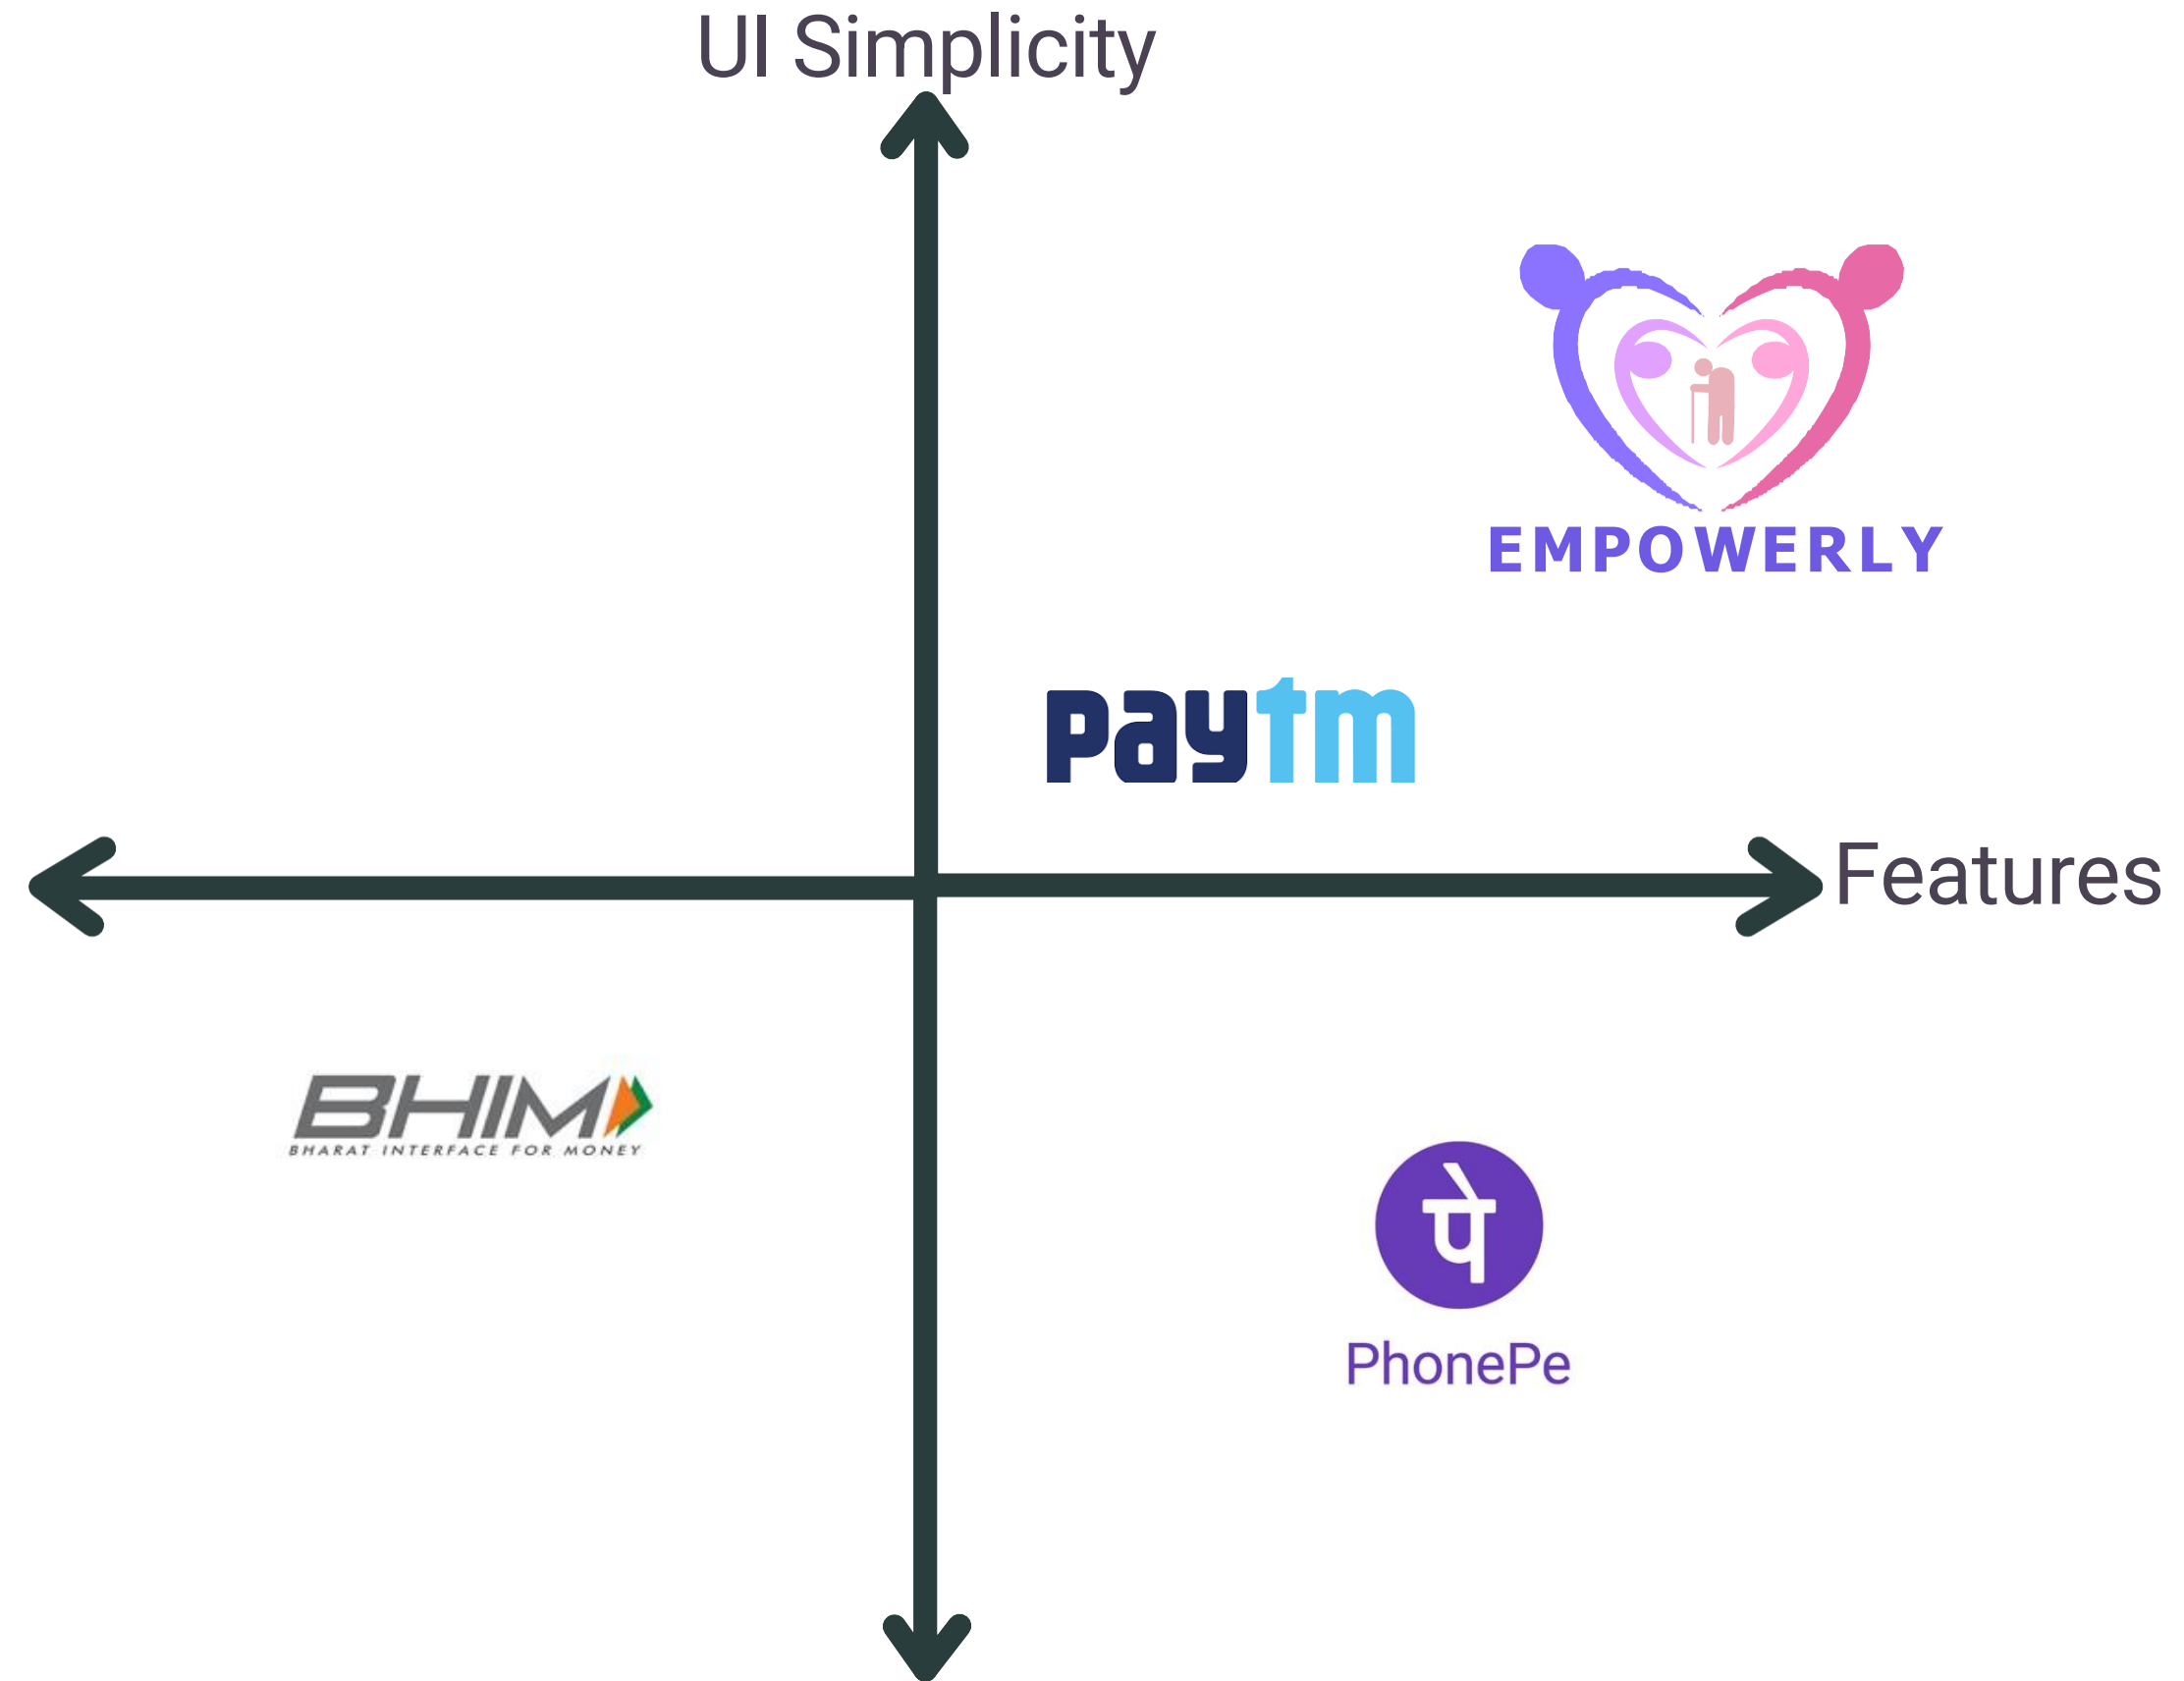 UI Simplicity
EMPOWERLY
paytm
Features
BHIM
BHARAT INTERFACE FOR MONEY
पे
PhonePe